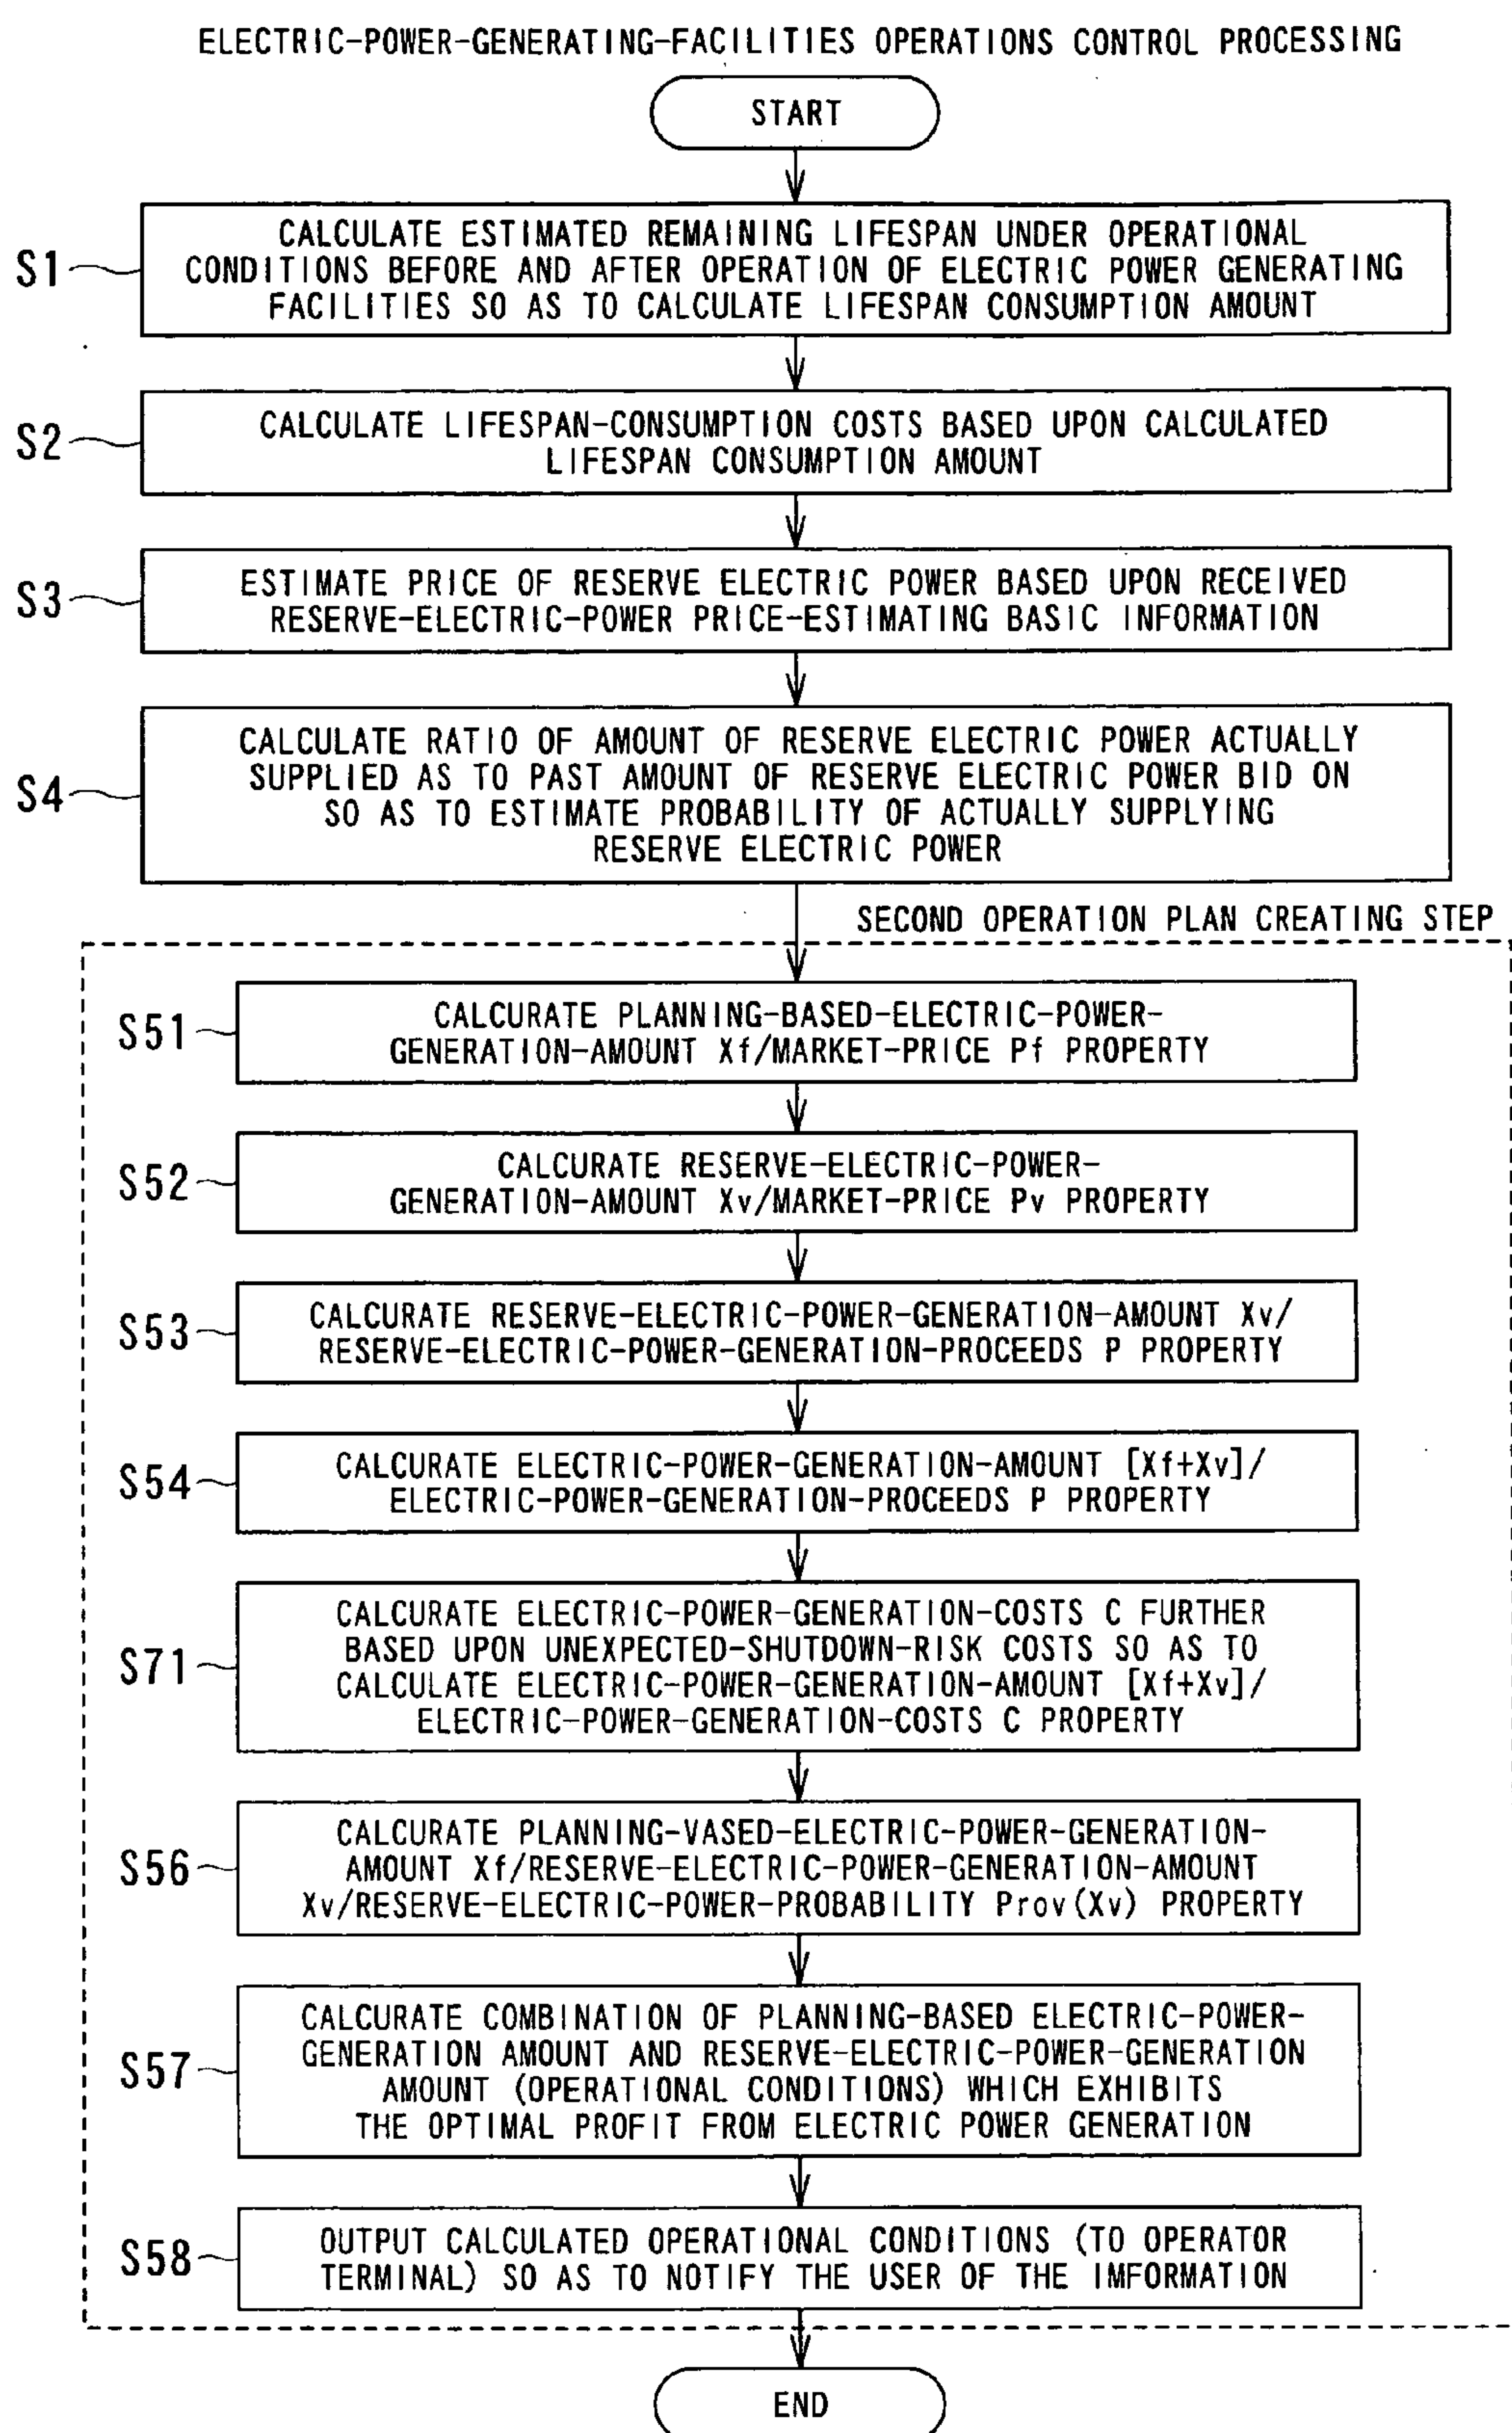 ELECTRIC-POWER-GENERATING-FACILITIES OPERATIONS CONTROL PROCESSING
START
S1
CALCULATE ESTIMATED REMAINING LIFESPAN UNDER OPERATIONAL
CONDITIONS BEFORE AND AFTER OPERATION OF ELECTRIC POWER GENERATING
FACILITIES SO AS TO CALCULATE LIFESPAN CONSUMPTION AMOUNT
S2
CALCULATE LIFESPAN-CONSUMPTION COSTS BASED UPON CALCULATED
LIFESPAN CONSUMPTION AMOUNT
S3
ESTIMATE PRICE OF RESERVE ELECTRIC POWER BASED UPON RECEIVED
RESERVE-ELECTRIC-POWER PRICE-ESTIMATING BASIC INFORMATION
S4
CALCULATE RATIO OF AMOUNT OF RESERVE ELECTRIC POWER ACTUALLY
SUPPLIED AS TO PAST AMOUNT OF RESERVE ELECTRIC POWER BID ON
SO AS TO ESTIMATE PROBABILITY OF ACTUALLY SUPPLYING
RESERVE ELECTRIC POWER
SECOND OPERATION PLAN CREATING STEP
S51
CALCURATE PLANNING-BASED-ELECTRIC-POWER-
GENERATION-AMOUNT Xf/MARKET-PRICE Pf PROPERTY
S52
CALCURATE RESERVE-ELECTRIC-POWER-
GENERATION-AMOUNT Xv/MARKET-PRICE Pv PROPERTY
S53
CALCURATE RESERVE-ELECTRIC-POWER-GENERATION-AMOUNT Xv/
RESERVE-ELECTRIC-POWER-GENERATION-PROCEEDS P PROPERTY
S54
CALCURATE ELECTRIC-POWER-GENERATION-AMOUNT [Xf+Xv]/
ELECTRIC-POWER-GENERATION-PROCEEDS P PROPERTY
S71
CALCURATE ELECTRIC-POWER-GENERATION-COSTS C FURTHER
BASED UPON UNEXPECTED-SHUTDOWN-RISK COSTS SO AS TO
CALCULATE ELECTRIC-POWER-GENERATION-AMOUNT [Xf+Xv]/
ELECTRIC-POWER-GENERATION-COSTS C PROPERTY
S56
CALCURATE PLANNING-VASED-ELECTRIC-POWER-GENERATION-
AMOUNT Xf/RESERVE-ELECTRIC-POWER-GENERATION-AMOUNT
Xv/RESERVE-ELECTRIC-POWER-PROBABILITY Prov(Xv) PROPERTY
S57
CALCURATE COMBINATION OF PLANNING-BASED ELECTRIC-POWER-
GENERATION AMOUNT AND RESERVE-ELECTRIC-POWER-GENERATION
AMOUNT (OPERATIONAL CONDITIONS) WHICH EXHIBITS
THE OPTIMAL PROFIT FROM ELECTRIC POWER GENERATION
S58
OUTPUT CALCULATED OPERATIONAL CONDITIONS (TO OPERATOR
TERMINAL) SO AS TO NOTIFY THE USER OF THE IMFORMATION
END